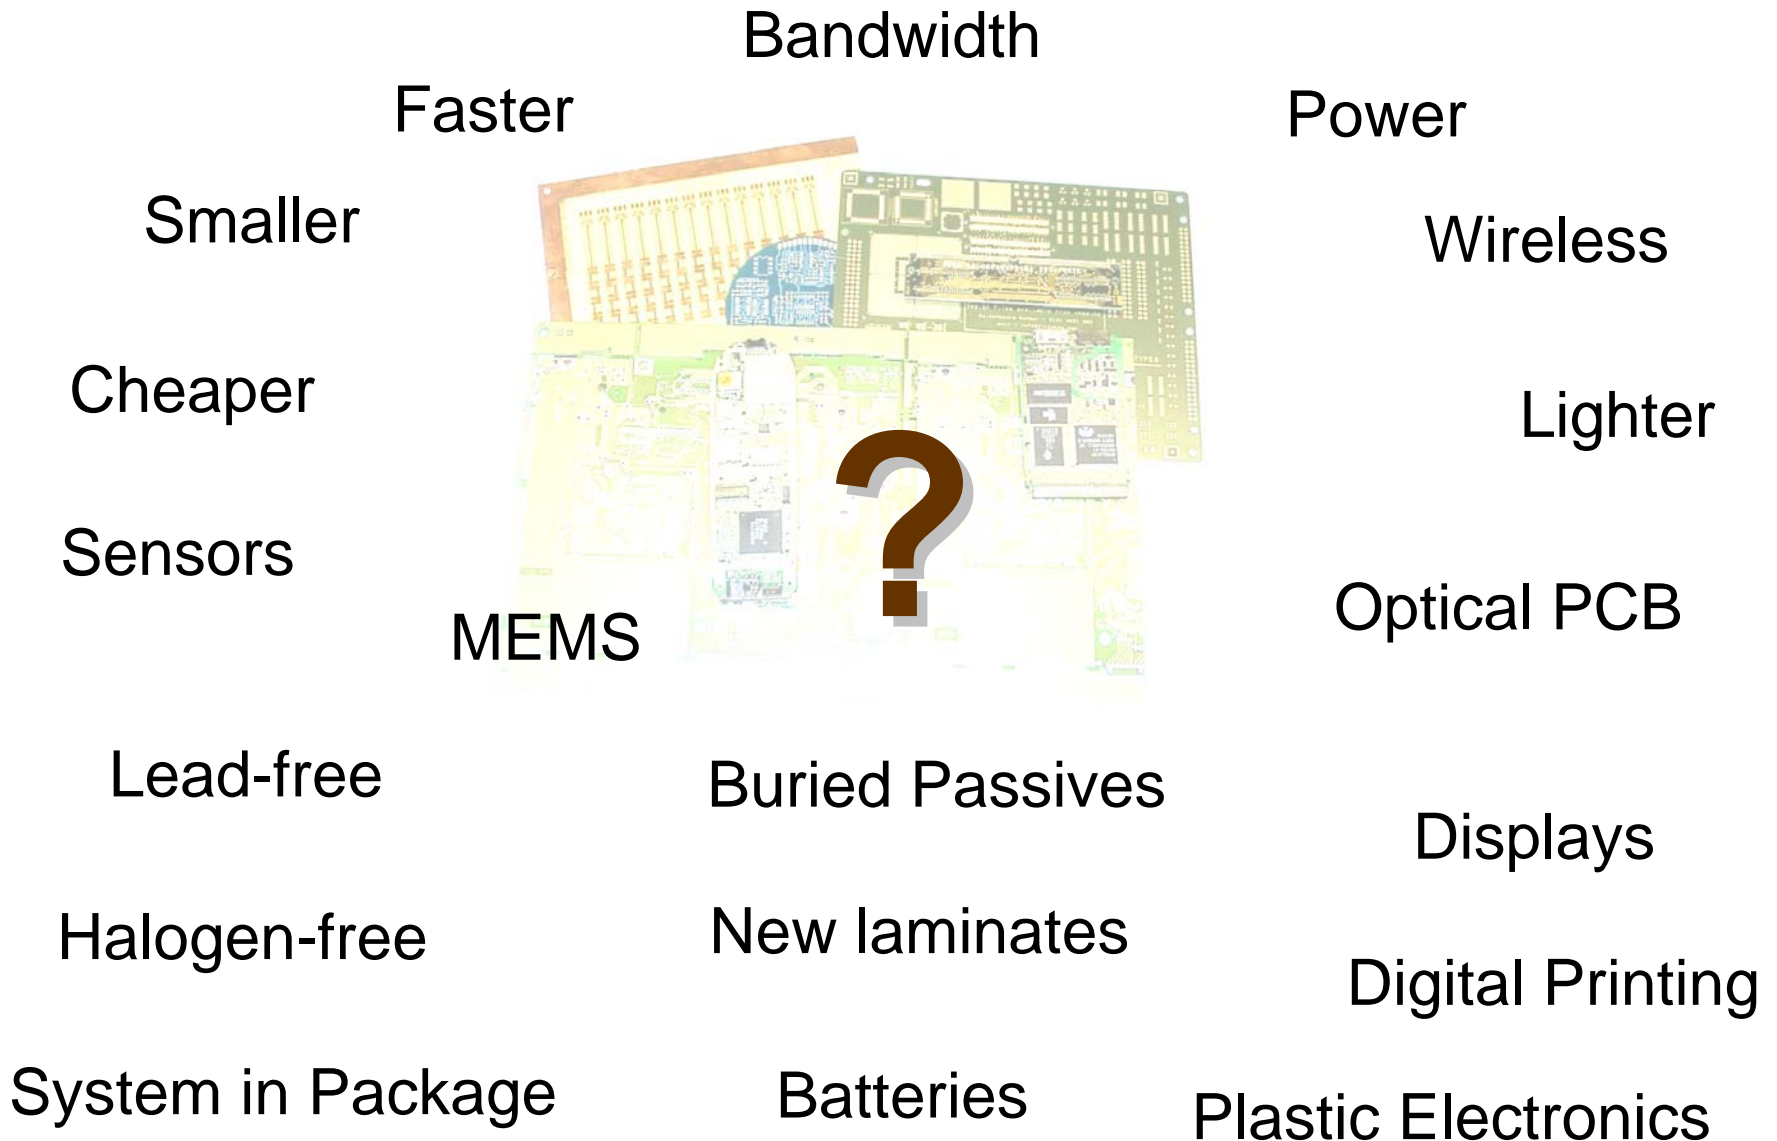 Bandwidth
Faster
Power
Smaller
Wireless
Cheaper
Lighter
?
Sensors
Optical PCB
MEMS
Lead-free
Buried Passives
Displays
Halogen-free
New laminates
Digital Printing
System in Package
Batteries
Plastic Electronics